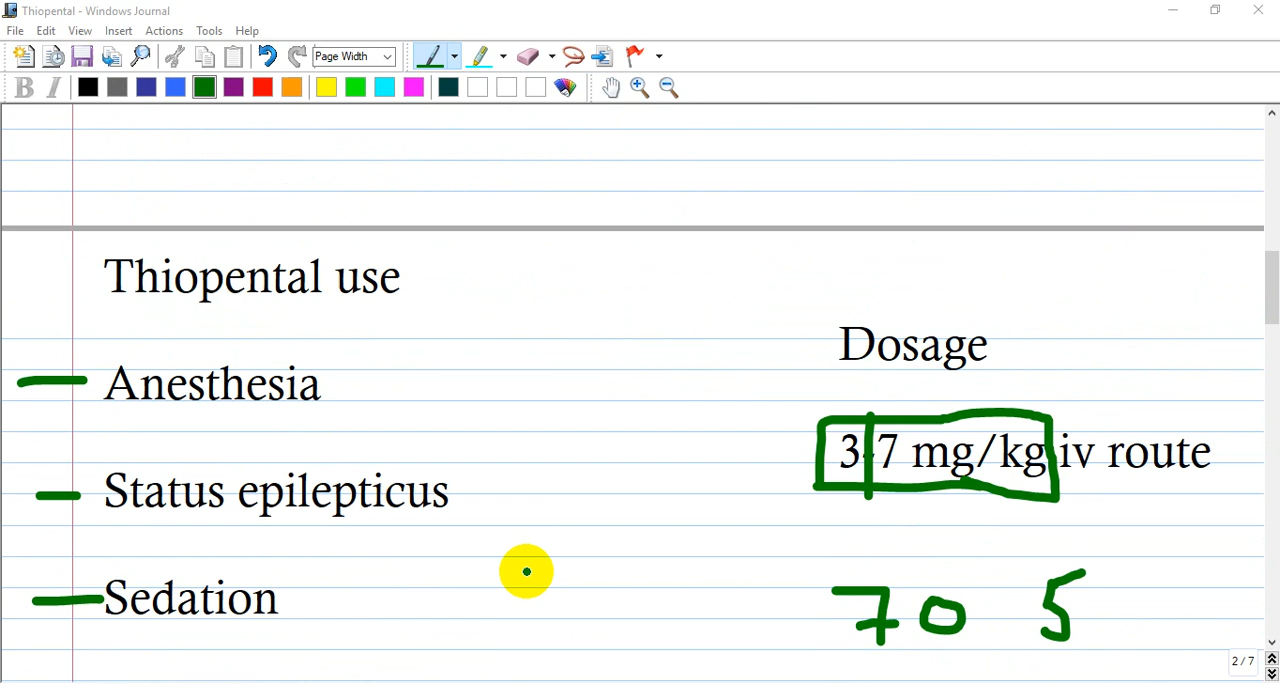 Thiopental - Windows Journal
File Edit View Insert Actions Tools Help
Page Width
B I
Thiopental use
Dosage
Anesthesia
3-7 mg/kg iv route
Status epilepticus
Sedation
70 5
2 / 7